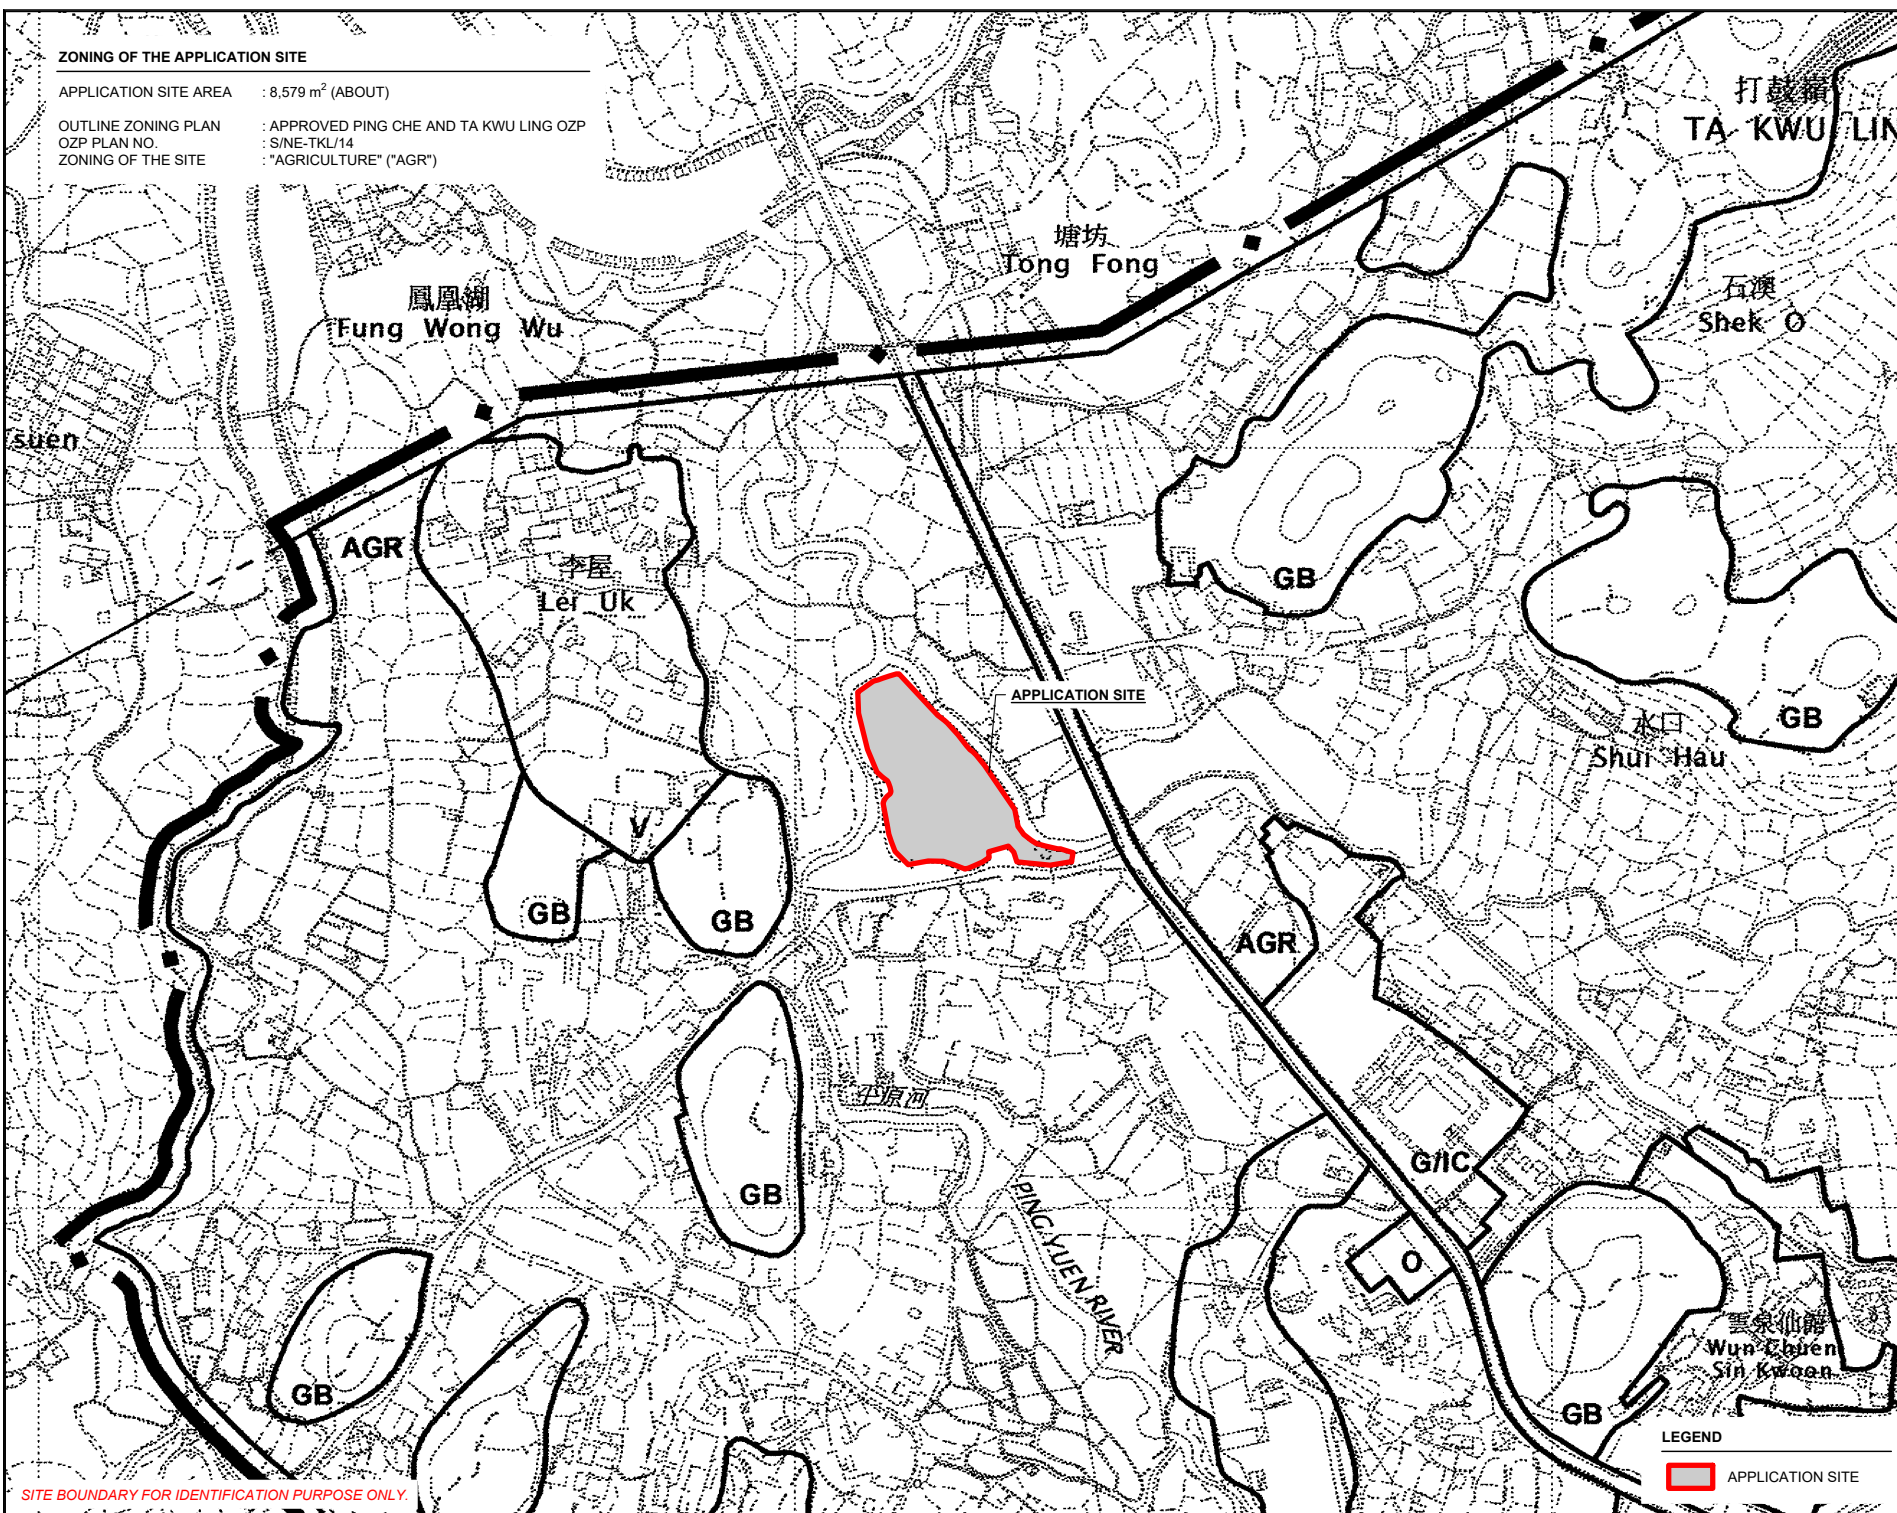 ZONING OF THE APPLICATION SITE
APPLICATION SITE AREA : 8,579 m² (ABOUT)
OUTLINE ZONING PLAN : APPROVED PING CHE AND TA KWU LING OZP
OZP PLAN NO. : S/NE-TKL/14
ZONING OF THE SITE : "AGRICULTURE" ("AGR")
打鼓嶺
TA KWU LIN
塘坊
Tong Fong
鳳凰湖
Fung Wong Wu
石澳
Shek O
suen
AGR
李屋
Lei Uk
GB
APPLICATION SITE
水口
Shui Hau
GB
V
GB
GB
AGR
平原河
PING YUEN RIVER
GB
G/IC
O
雲泉仙館
Wun Chuen
Sin Kwoon
GB
GB
LEGEND
APPLICATION SITE
SITE BOUNDARY FOR IDENTIFICATION PURPOSE ONLY.